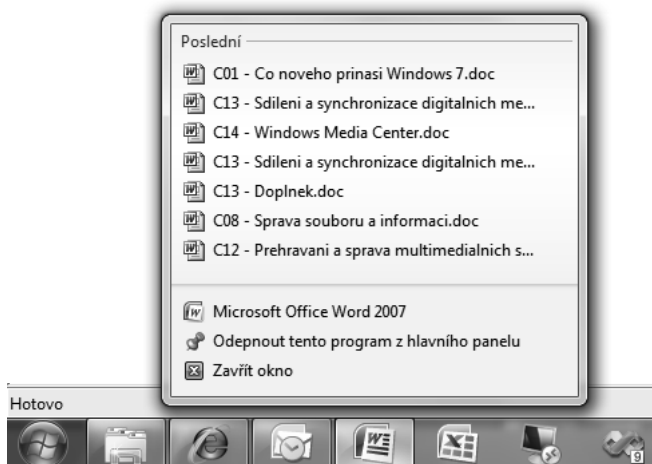 Poslední
C01 - Co noveho prinasi Windows 7.doc
C13 - Sdileni a synchronizace digitalnich me...
C14 - Windows Media Center.doc
C13 - Sdileni a synchronizace digitalnich me...
C13 - Doplnek.doc
C08 - Sprava souboru a informaci.doc
C12 - Prehravani a sprava multimedialnich s...
Microsoft Office Word 2007
Odepnout tento program z hlavního panelu
Zavřít okno
Hotovo
9